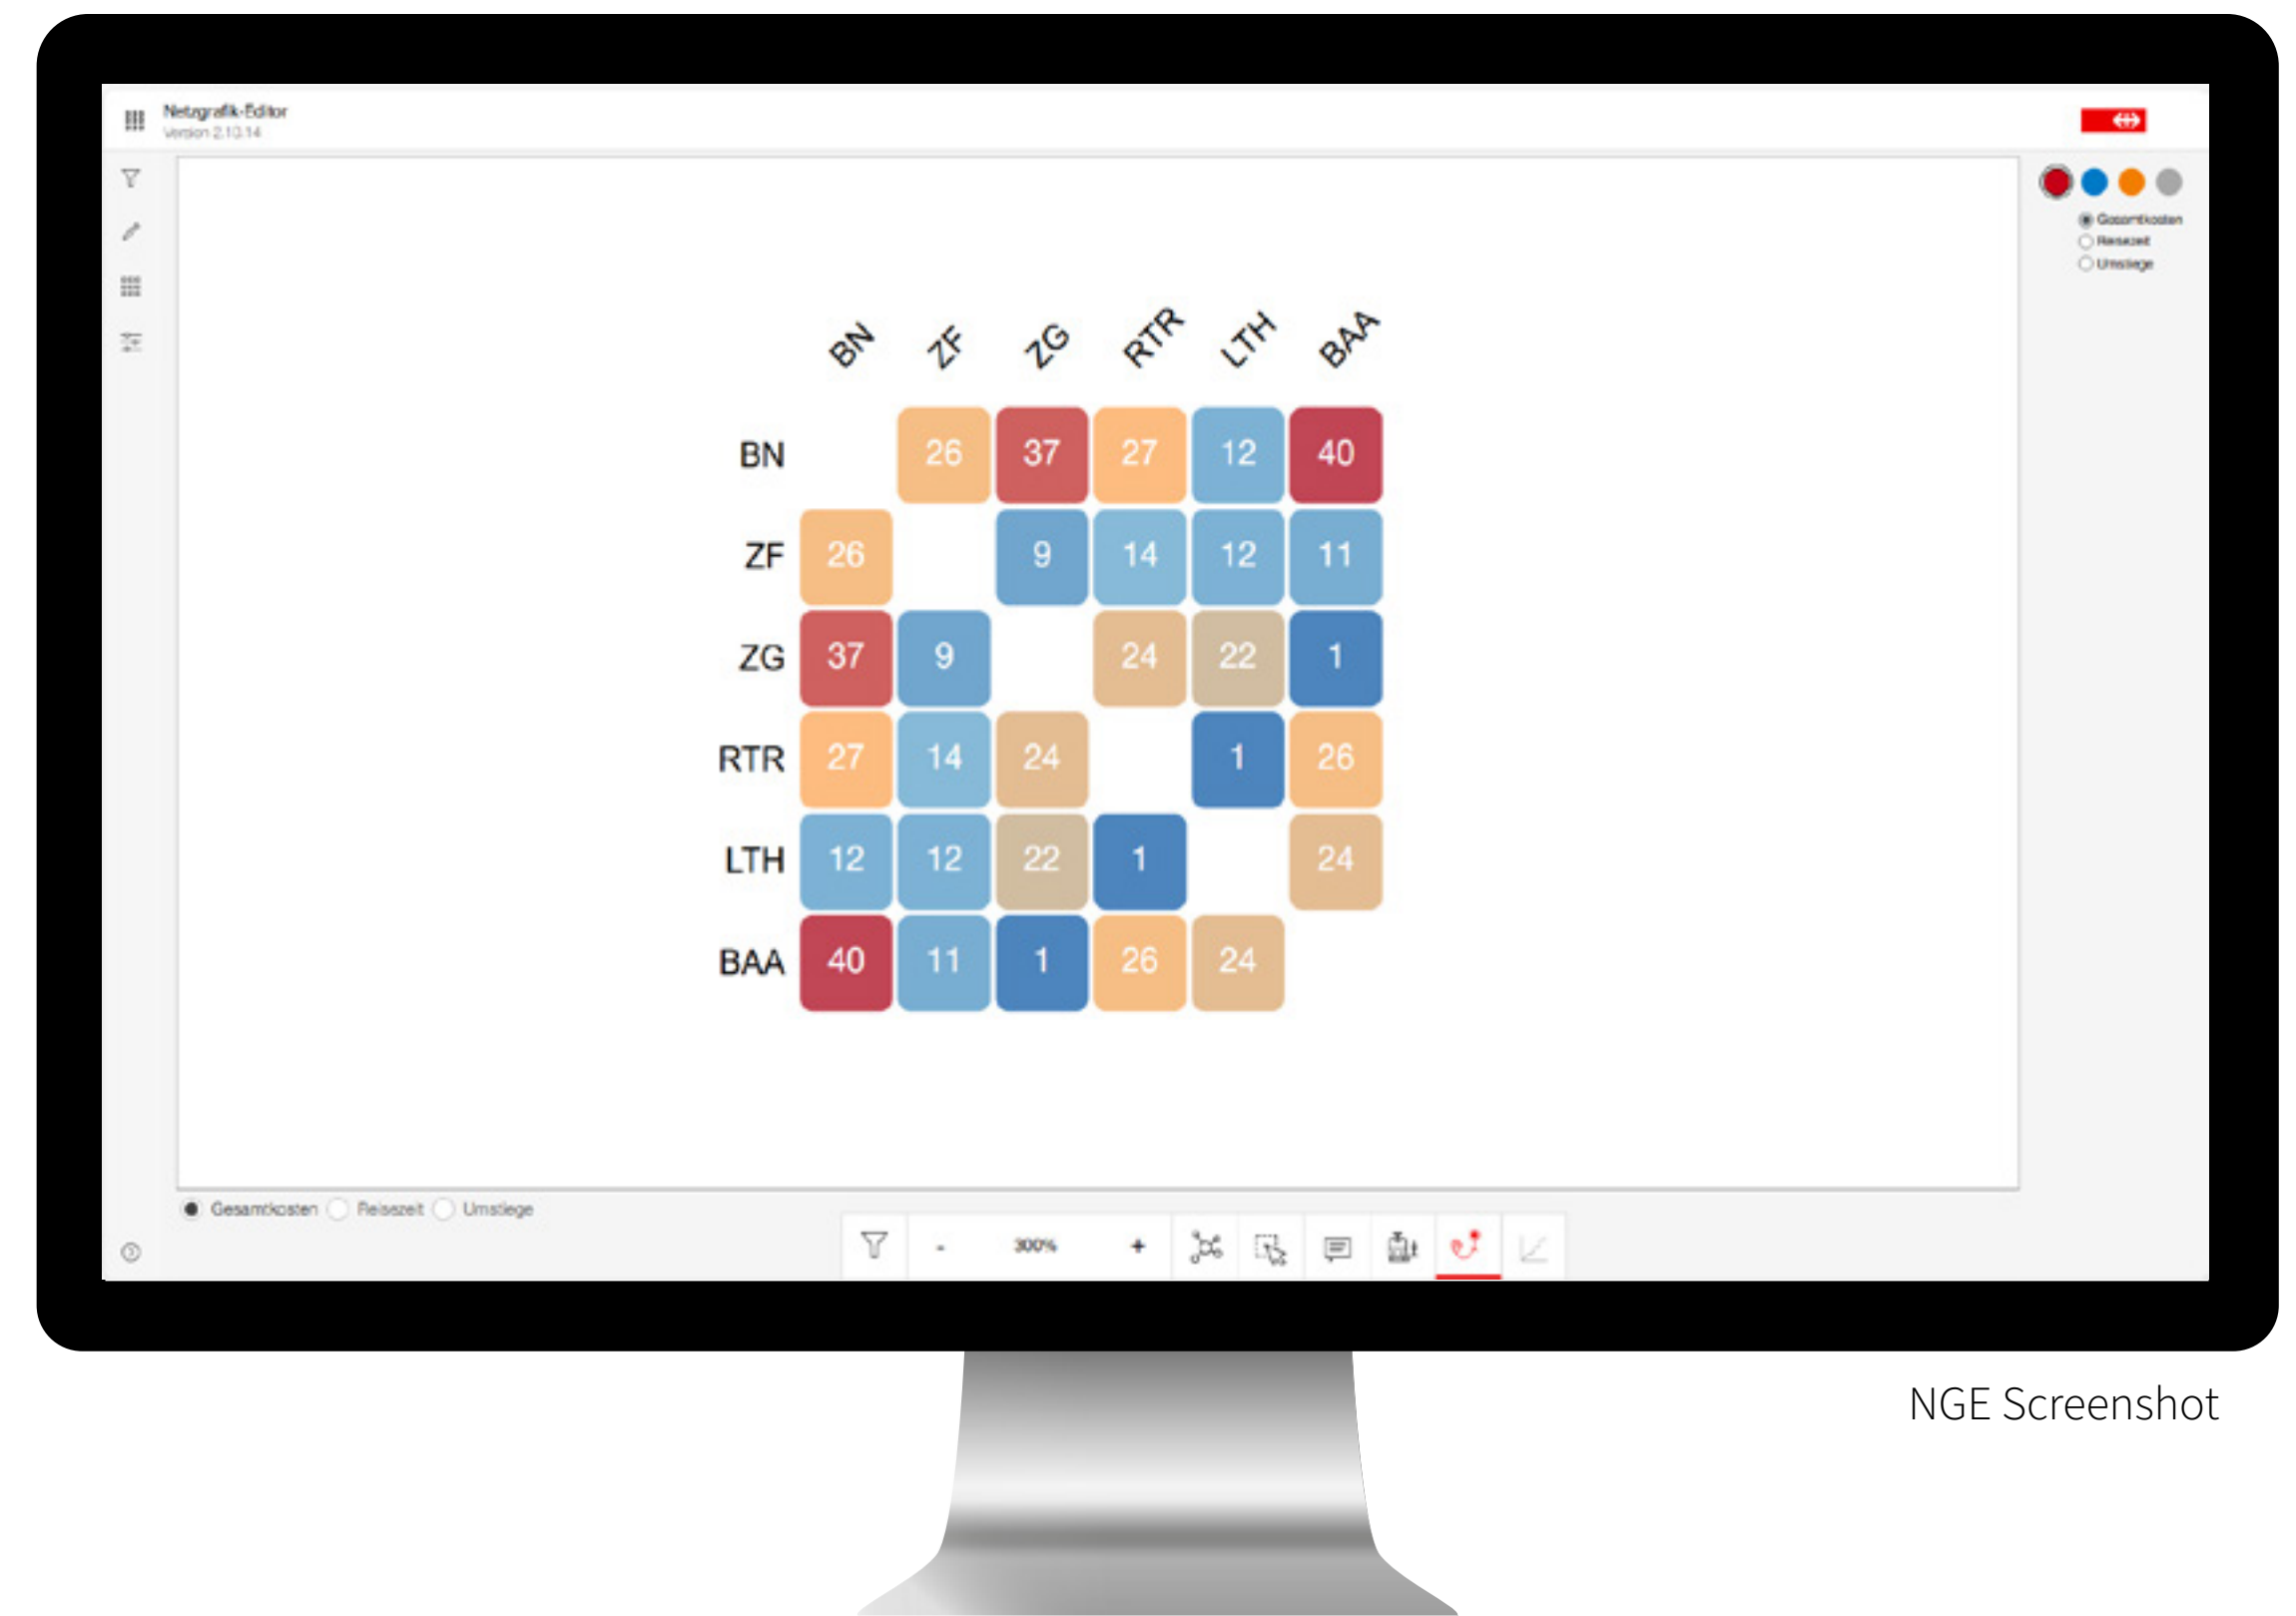 Netzgrafik-Editor
Version 2.10.14
Gesamtkosten
Reisezeit
Umstiege
BN ZF ZG RTR LTH BAA
BN 26 37 27 12 40
ZF 26 9 14 12 11
ZG 37 9 24 22 1
RTR 27 14 24 1 26
LTH 12 12 22 1 24
BAA 40 11 1 26 24
Gesamtkosten Reisezeit Umstiege
- 300% +
NGE Screenshot